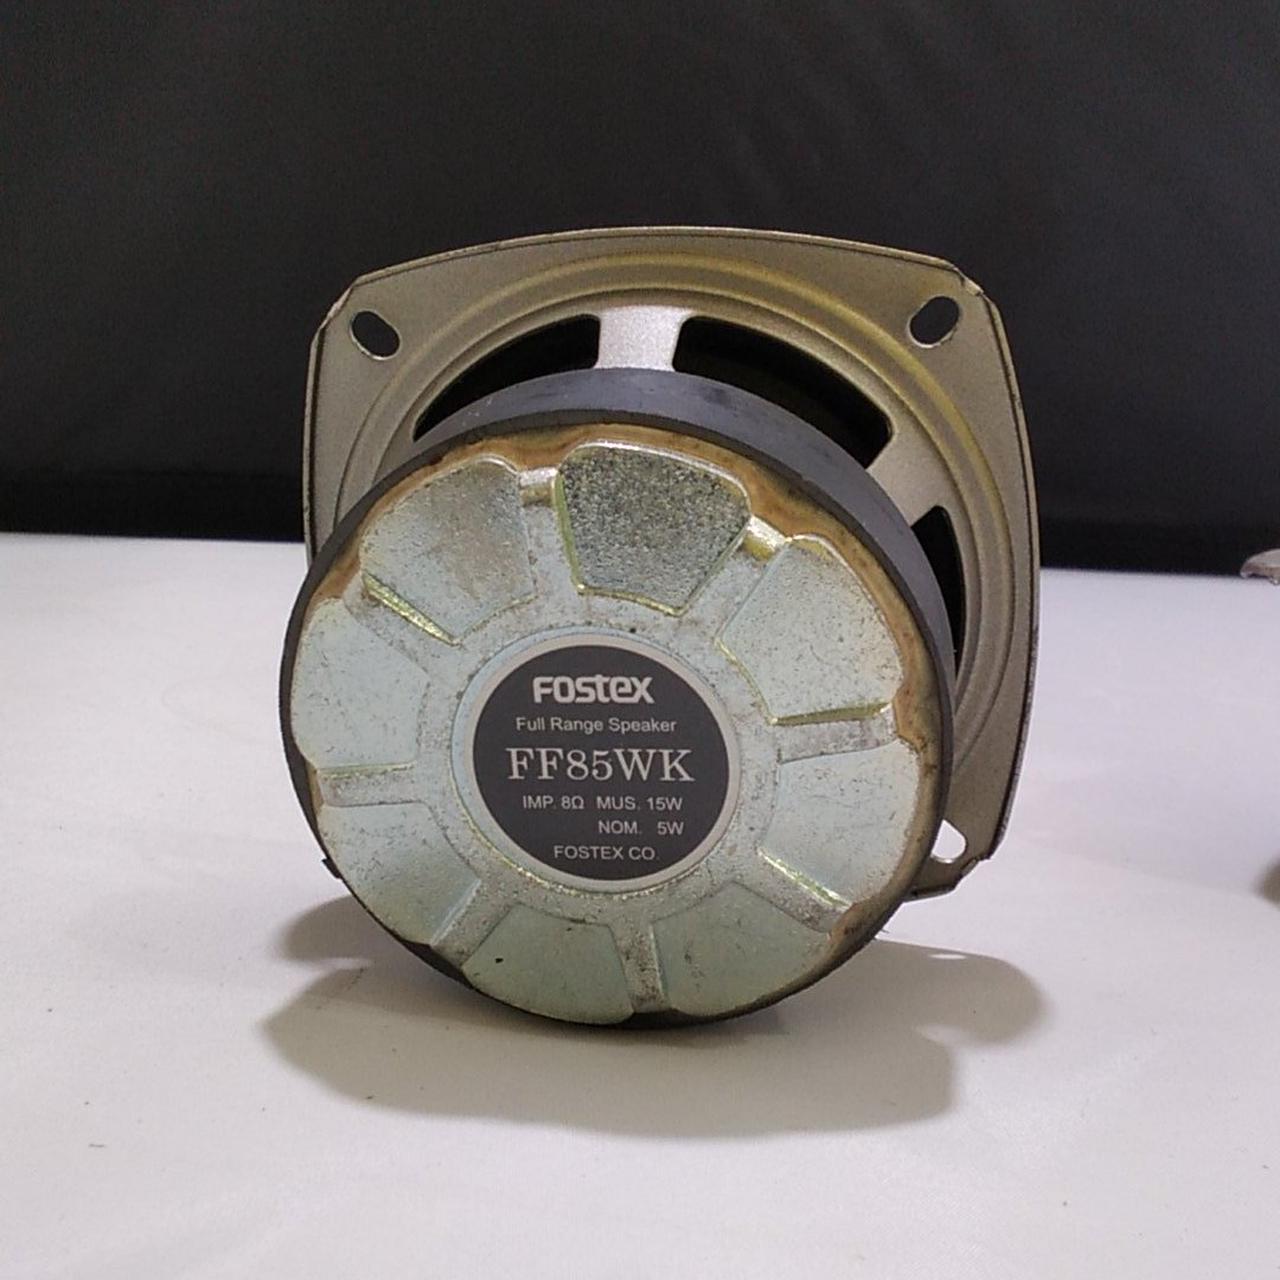 FOSTEX
Full Range Speaker
FF85WK
IMP. 8Ω MUS. 15W
NOM. 5W
FOSTEX CO.